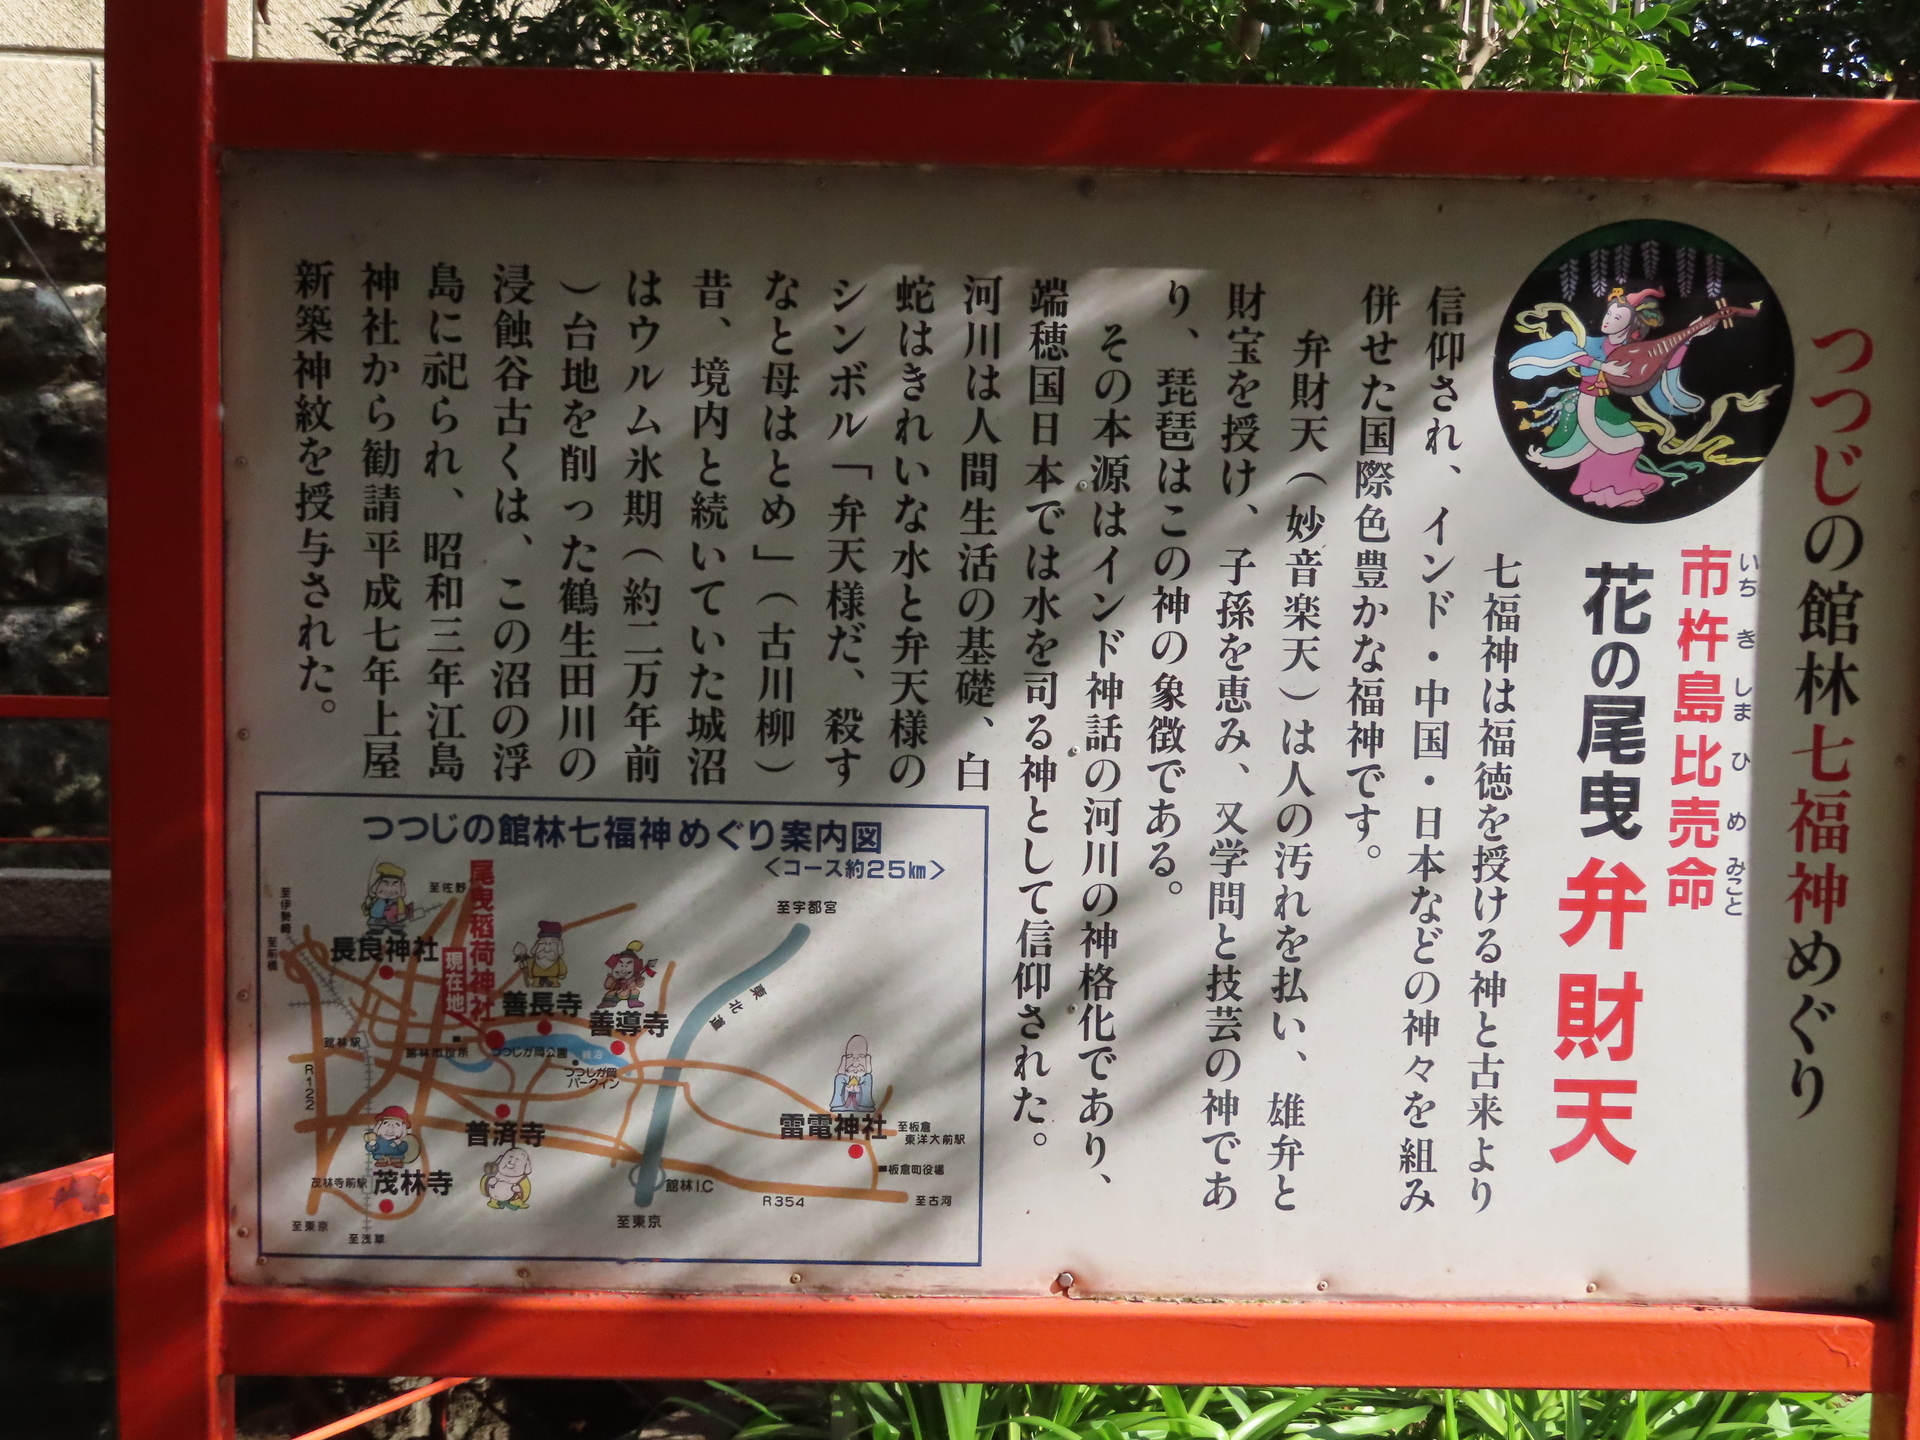 つつじの館林七福神めぐり
市杵島比売命
いちきしまひめみこと
花の尾曳弁財天
七福神は福徳を授ける神と古来より
信仰され、インド・中国・日本などの神々を組み
併せた国際色豊かな福神です。
弁財天(妙音楽天)は人の汚れを払い、雄弁と
財宝を授け、子孫を恵み、又学問と技芸の神であ
り、琵琶はこの神の象徴である。
その本源はインド神話の河川の神格化であり、
端穂国日本では水を司る神として信仰された。
河川は人間生活の基礎、白
蛇はきれいな水と弁天様の
シンボル「弁天様だ、殺す
なと母はとめ」(古川柳)
昔、境内と続いていた城沼
はウルム氷期(約二万年前
)台地を削った鶴生田川の
浸蝕谷古くは、この沼の浮
島に祀られ、昭和三年江島
神社から勧請平成七年上屋
新築神紋を授与された。
つつじの館林七福神めぐり案内図
<コース約25㎞>
至伊勢崎
至前橋
至佐野
至宇都宮
長良神社
尾曳稲荷神社
現在地
善長寺
善導寺
東北道
館林駅
館林市役所
つつじが岡公園
城沼
つつじが岡
パークイン
R122
普済寺
雷電神社
至板倉
東洋大前駅
板倉町役場
茂林寺前駅
茂林寺
館林I.C
R354
至古河
至東京
至浅草
至東京